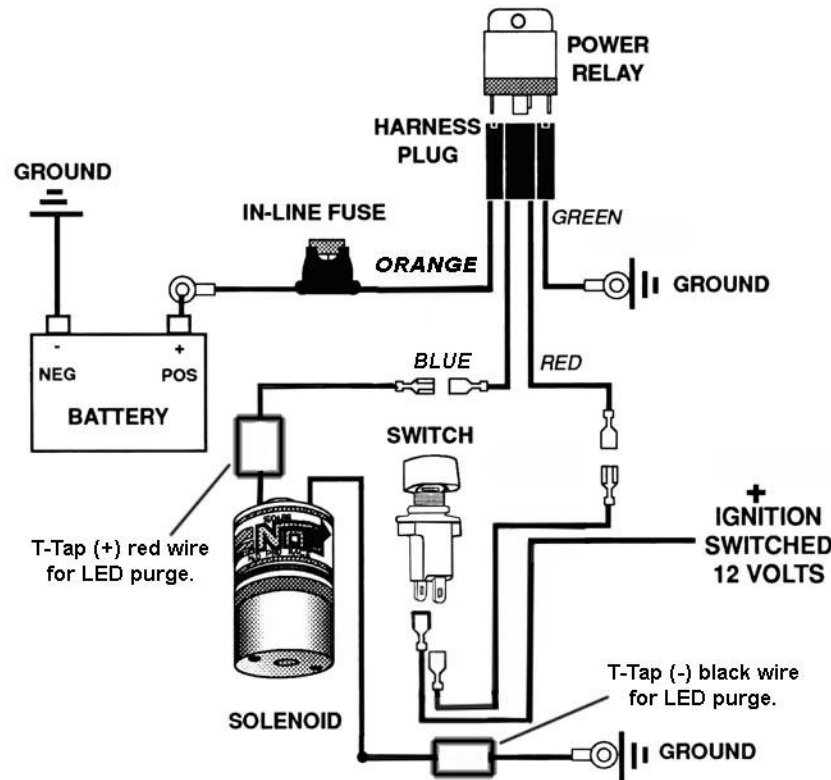 POWER
RELAY
HARNESS
PLUG
GROUND
IN-LINE FUSE
GREEN
ORANGE
GROUND
-
+
NEG
POS
BATTERY
BLUE
RED
SWITCH
+
IGNITION
SWITCHED
12 VOLTS
T-Tap (+) red wire
for LED purge.
SOLENOID
T-Tap (-) black wire
for LED purge.
GROUND